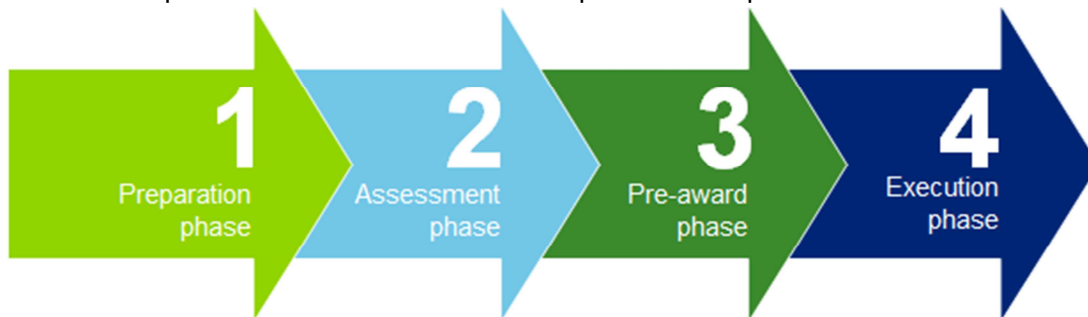 1
Preparation
phase
2
Assessment
phase
3
Pre-award
phase
4
Execution
phase